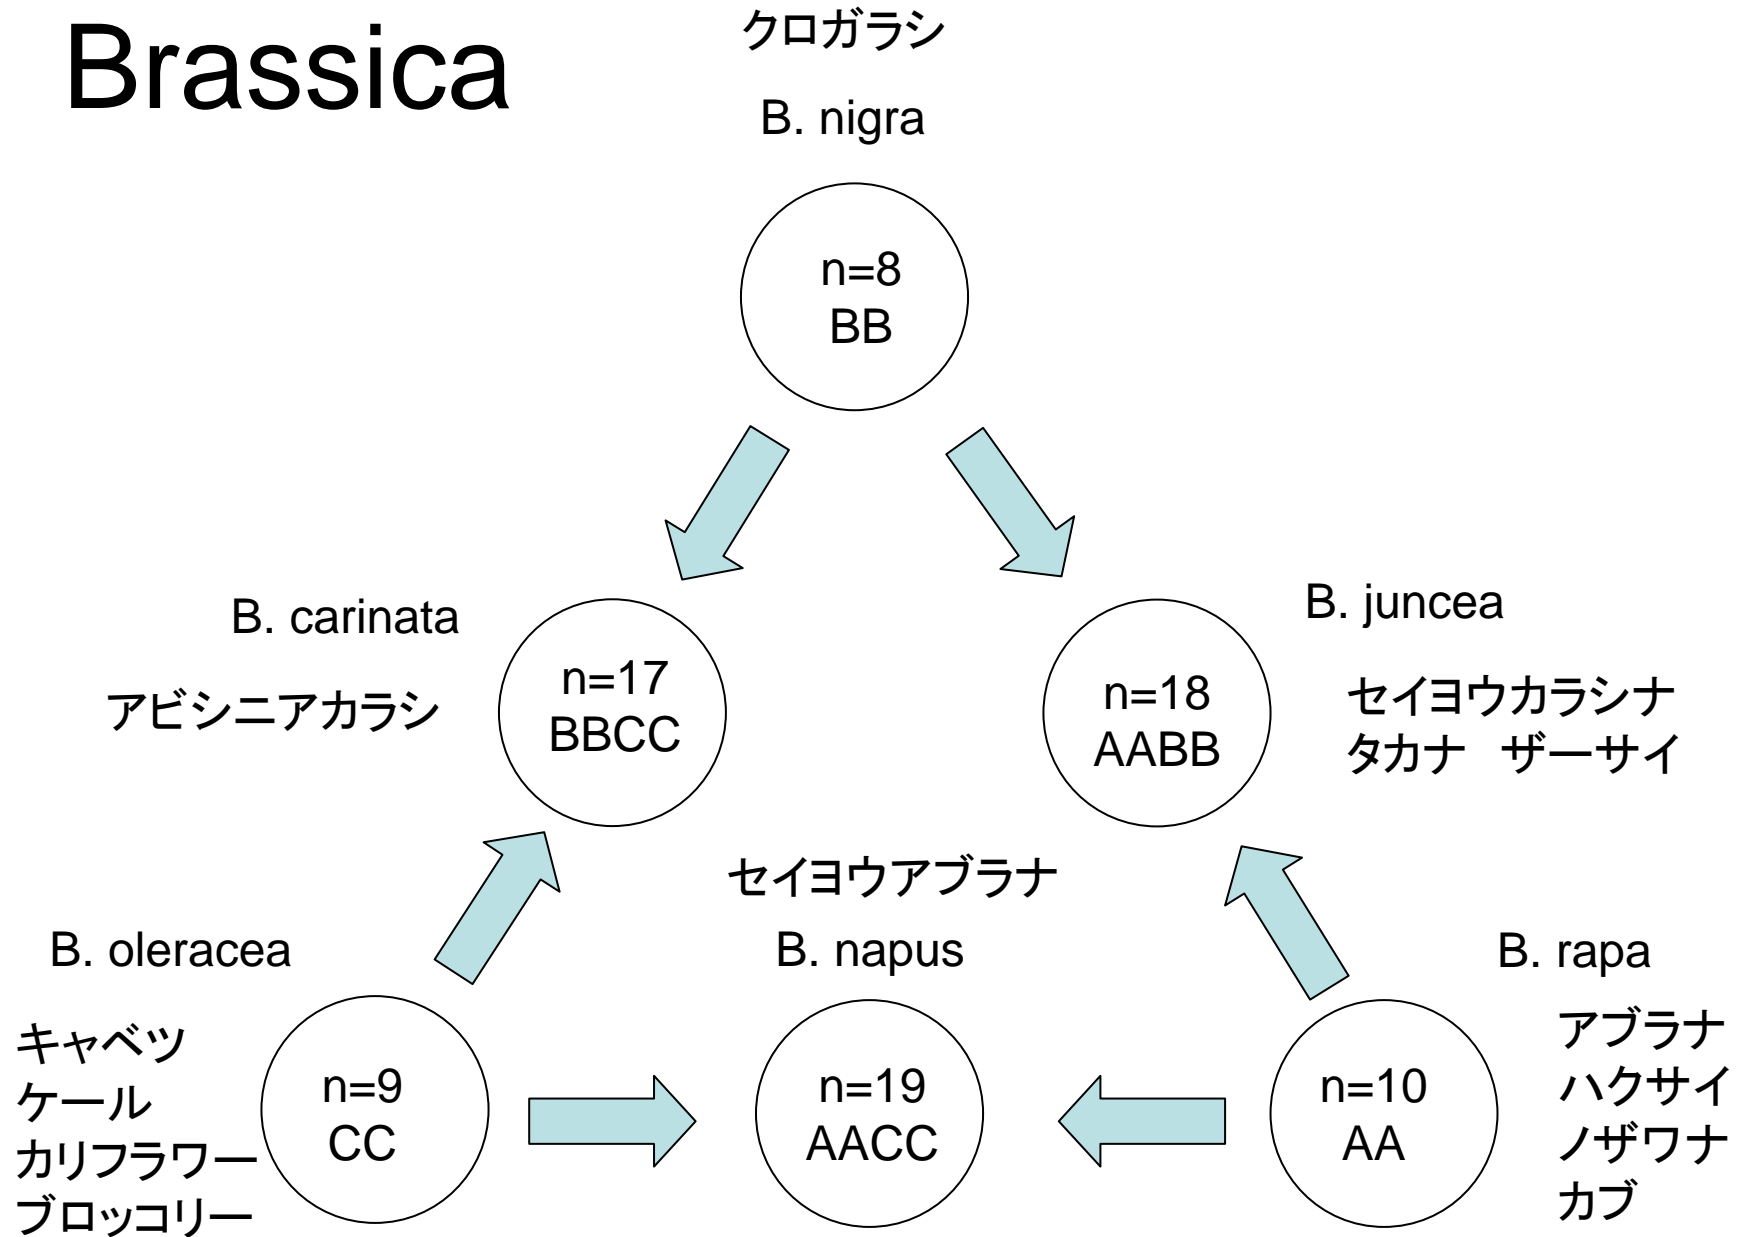 Brassica
クロガラシ
B. nigra
n=8
BB
B. carinata
アビシニアカラシ
n=17
BBCC
B. juncea
n=18
AABB
セイヨウカラシナ
タカナ　ザーサイ
セイヨウアブラナ
B. napus
n=19
AACC
B. oleracea
キャベツ
ケール
カリフラワー
ブロッコリー
n=9
CC
B. rapa
n=10
AA
アブラナ
ハクサイ
ノザワナ
カブ